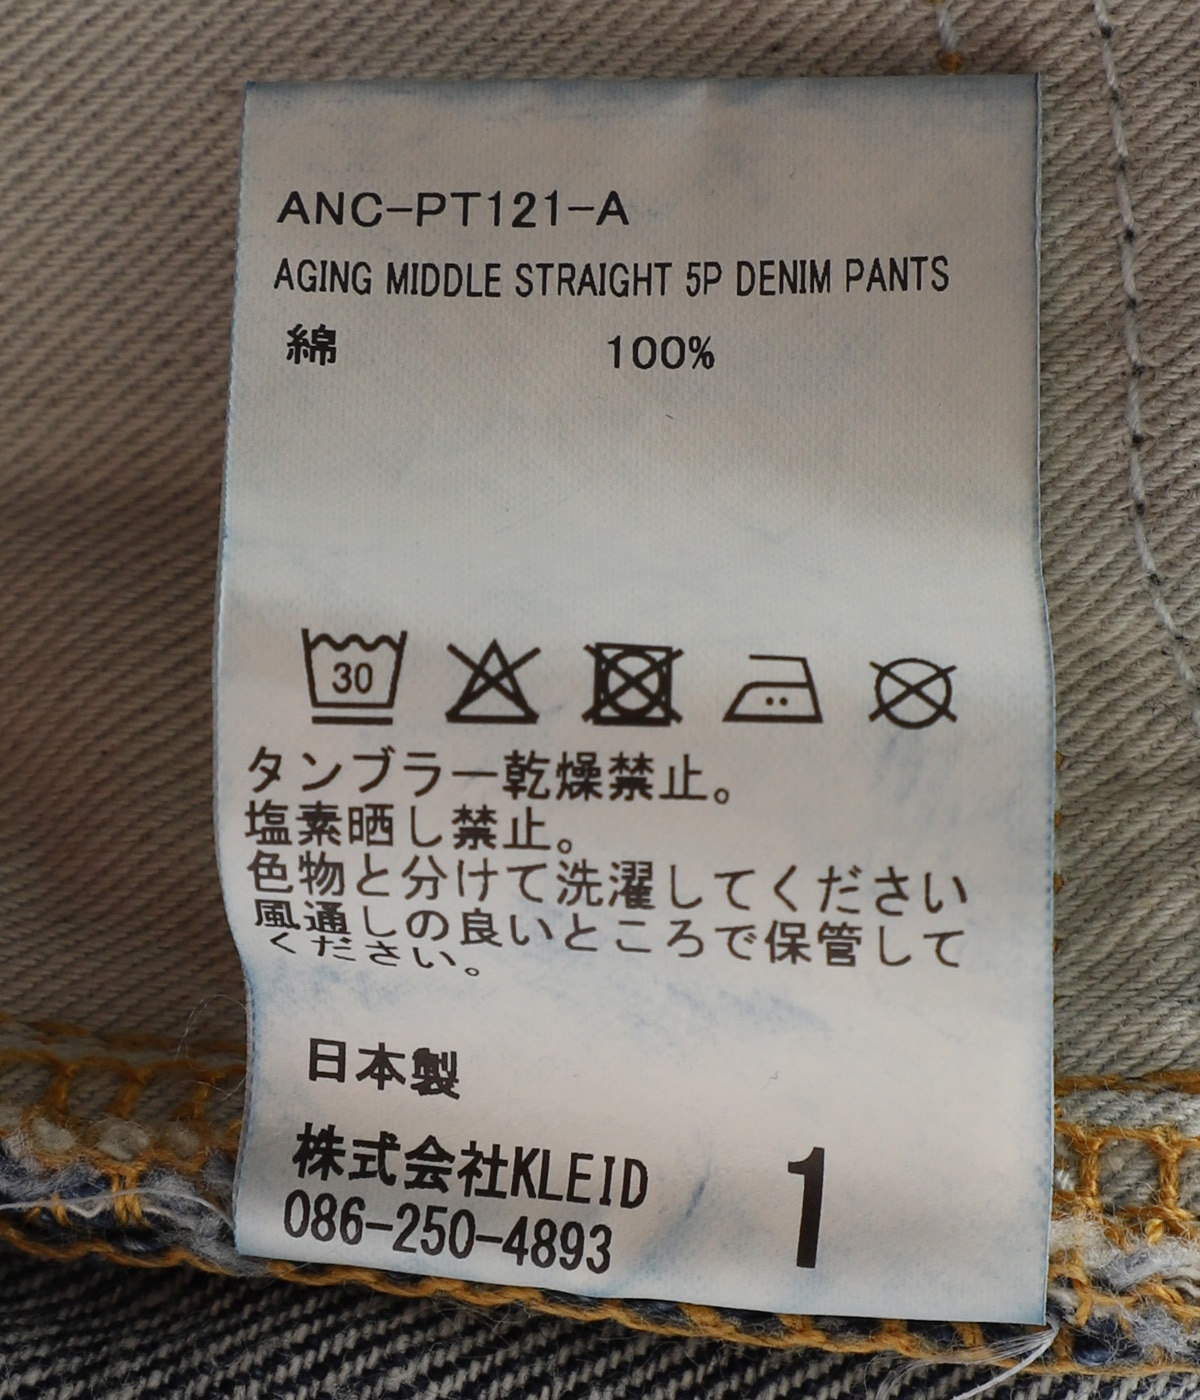 ANC-PT121-A
AGING MIDDLE STRAIGHT 5P DENIM PANTS
綿 100%
30
タンブラー乾燥禁止。
塩素晒し禁止。
色物と分けて洗濯してください
風通しの良いところで保管して
ください。
日本製
株式会社KLEID
086-250-4893
1